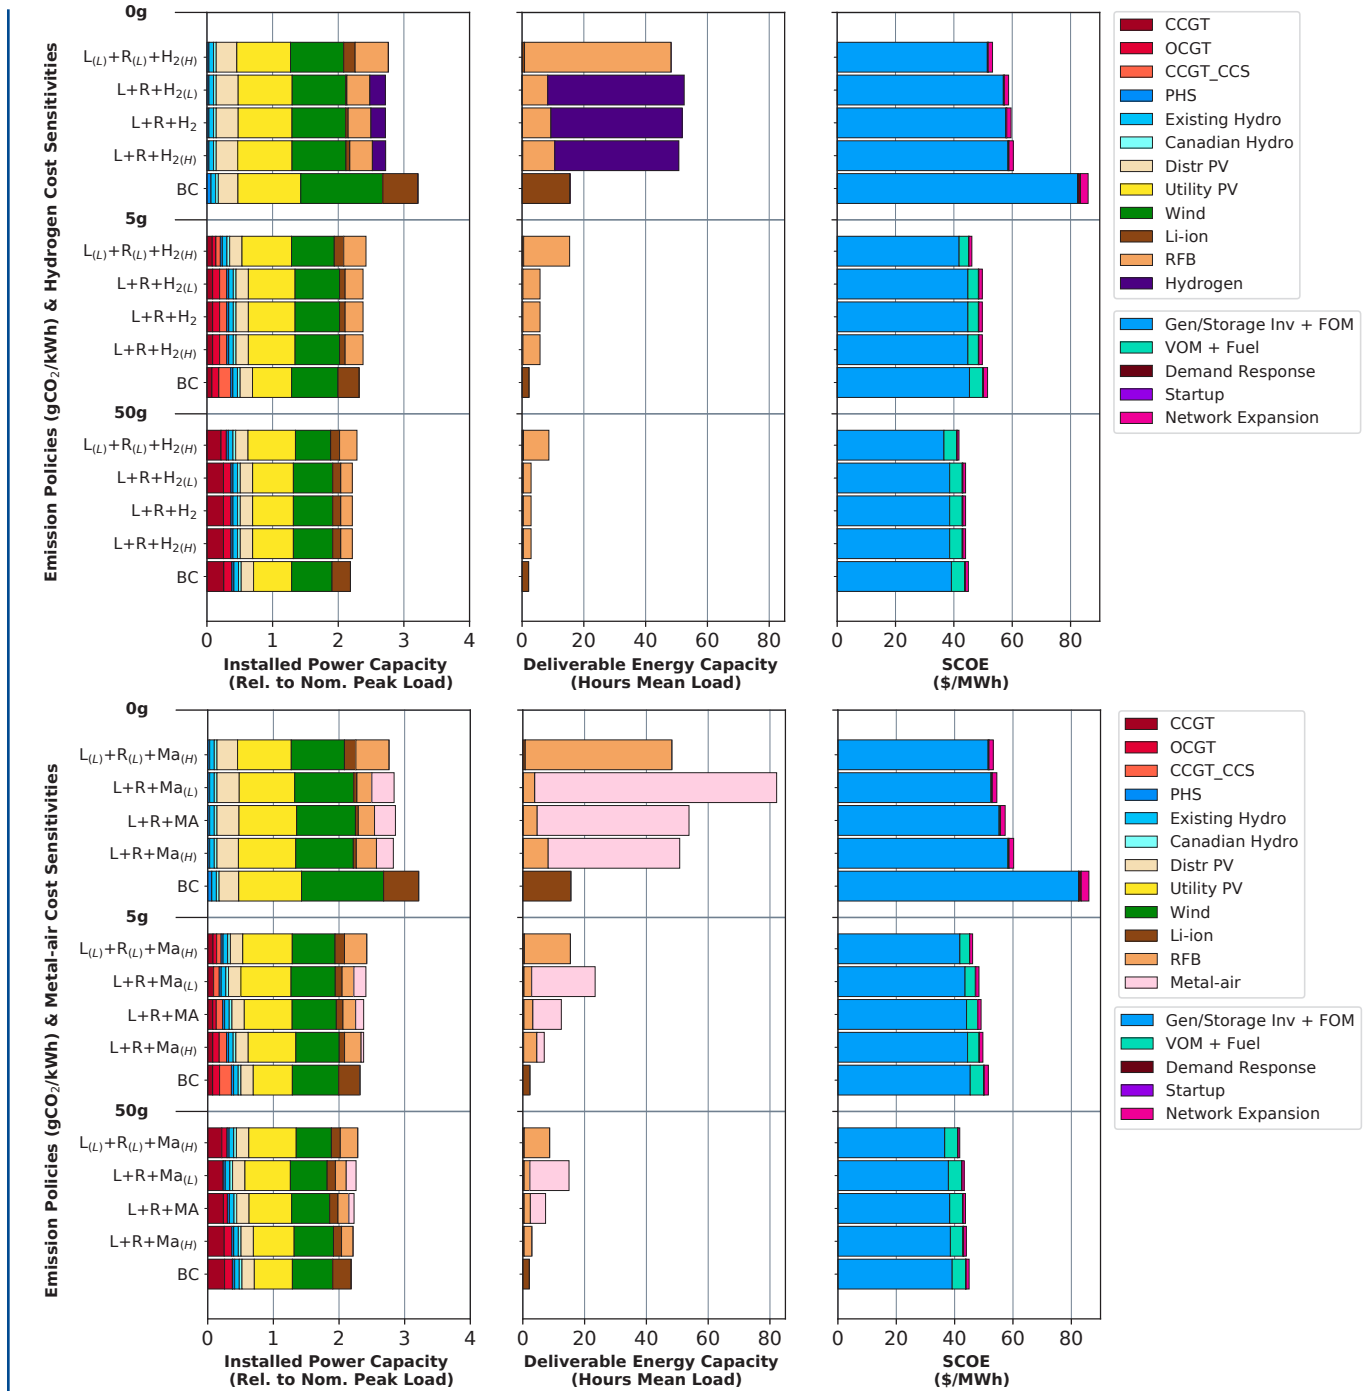 Emission Policies (gCO₂/kWh) & Hydrogen Cost Sensitivities
0g
L(L)+R(L)+H2(H)
L+R+H2(L)
L+R+H2
L+R+H2(H)
BC
5g
L(L)+R(L)+H2(H)
L+R+H2(L)
L+R+H2
L+R+H2(H)
BC
50g
L(L)+R(L)+H2(H)
L+R+H2(L)
L+R+H2
L+R+H2(H)
BC
0 1 2 3 4
Installed Power Capacity
(Rel. to Nom. Peak Load)
0 20 40 60 80
Deliverable Energy Capacity
(Hours Mean Load)
0 20 40 60 80
SCOE
($/MWh)
CCGT
OCGT
CCGT_CCS
PHS
Existing Hydro
Canadian Hydro
Distr PV
Utility PV
Wind
Li-ion
RFB
Hydrogen
Gen/Storage Inv + FOM
VOM + Fuel
Demand Response
Startup
Network Expansion
Emission Policies (gCO₂/kWh) & Metal-air Cost Sensitivities
0g
L(L)+R(L)+Ma(H)
L+R+Ma(L)
L+R+MA
L+R+Ma(H)
BC
5g
L(L)+R(L)+Ma(H)
L+R+Ma(L)
L+R+MA
L+R+Ma(H)
BC
50g
L(L)+R(L)+Ma(H)
L+R+Ma(L)
L+R+MA
L+R+Ma(H)
BC
0 1 2 3 4
Installed Power Capacity
(Rel. to Nom. Peak Load)
0 20 40 60 80
Deliverable Energy Capacity
(Hours Mean Load)
0 20 40 60 80
SCOE
($/MWh)
CCGT
OCGT
CCGT_CCS
PHS
Existing Hydro
Canadian Hydro
Distr PV
Utility PV
Wind
Li-ion
RFB
Metal-air
Gen/Storage Inv + FOM
VOM + Fuel
Demand Response
Startup
Network Expansion